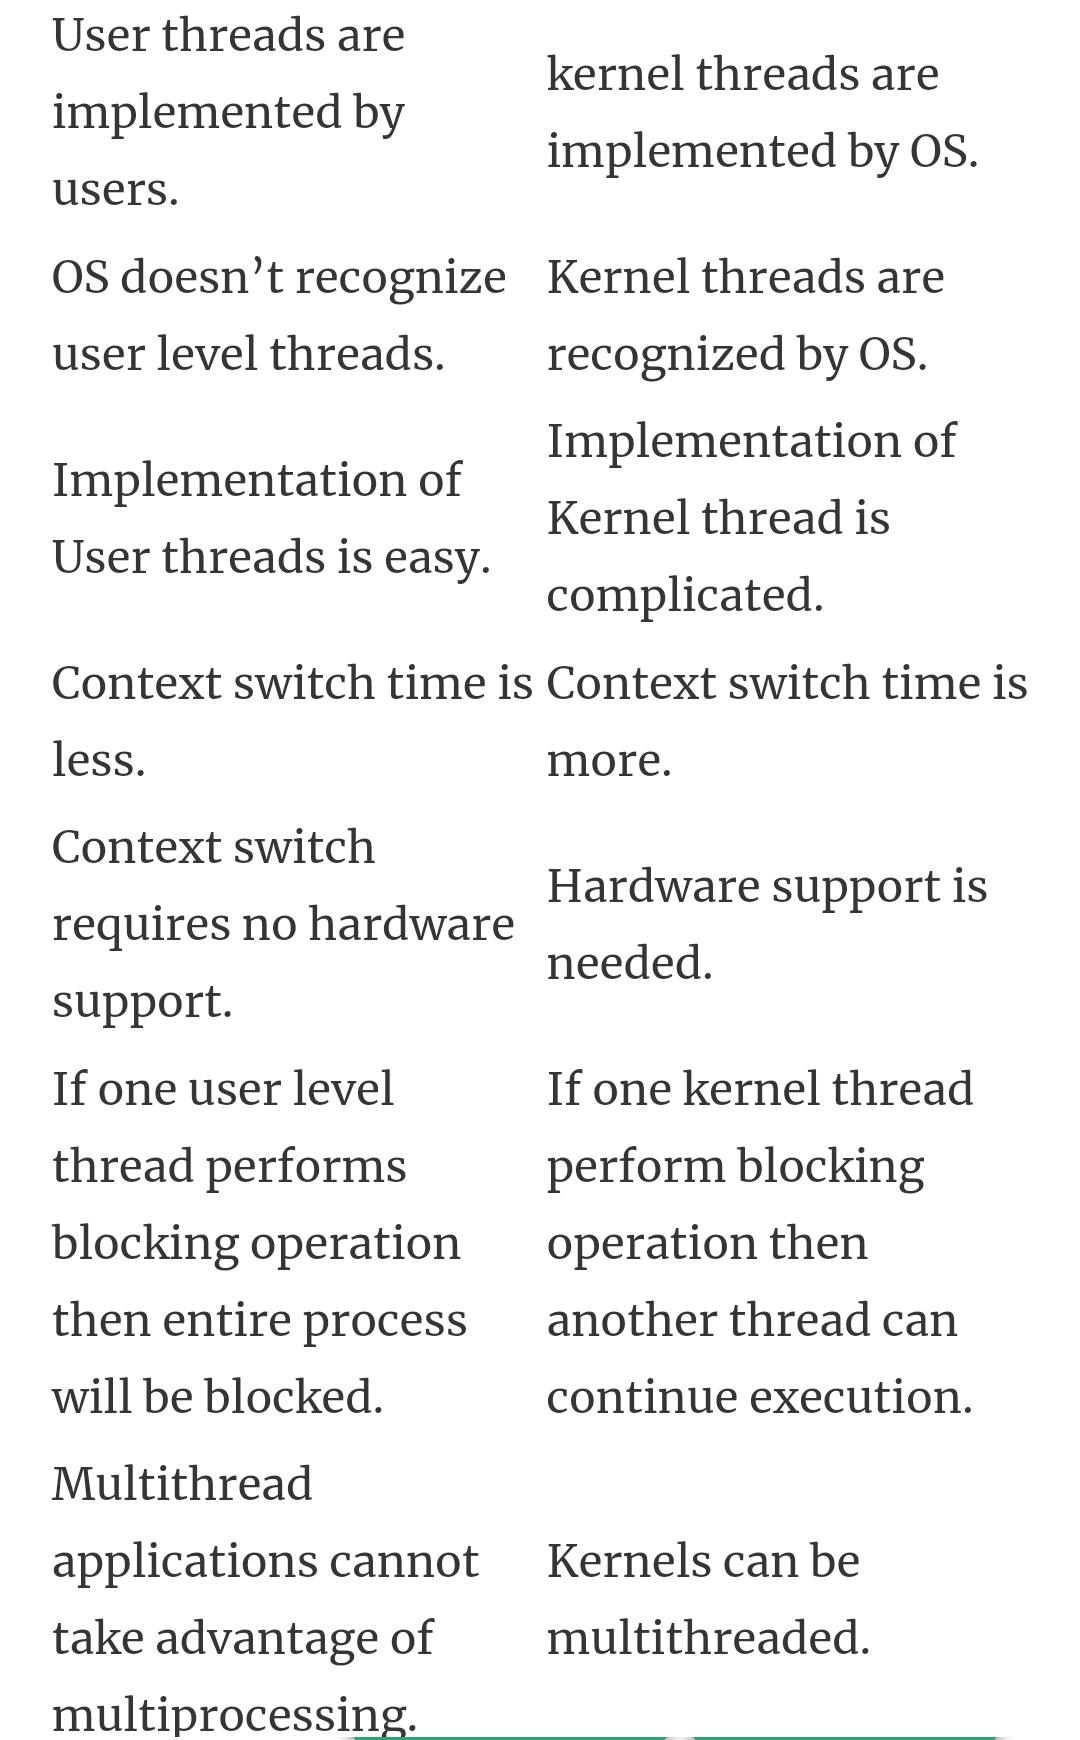 User threads are
implemented by
users.
kernel threads are
implemented by OS.
OS doesn’t recognize
user level threads.
Kernel threads are
recognized by OS.
Implementation of
User threads is easy.
Implementation of
Kernel thread is
complicated.
Context switch time is
less.
Context switch time is
more.
Context switch
requires no hardware
support.
Hardware support is
needed.
If one user level
thread performs
blocking operation
then entire process
will be blocked.
If one kernel thread
perform blocking
operation then
another thread can
continue execution.
Multithread
applications cannot
take advantage of
multiprocessing.
Kernels can be
multithreaded.